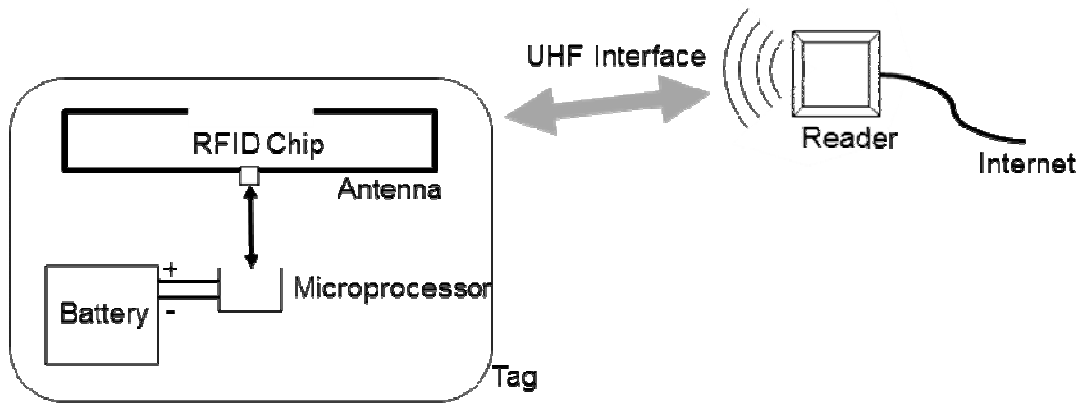 UHF Interface
Reader
Internet
RFID Chip
Antenna
+
Battery
-
Microprocessor
Tag